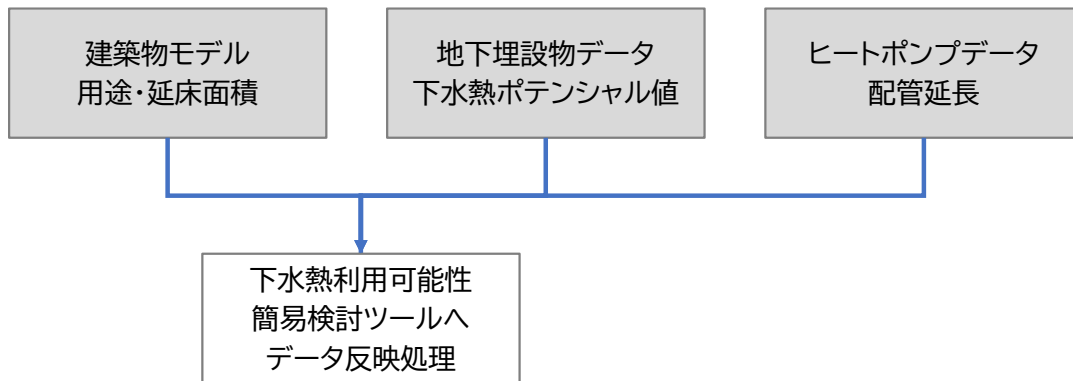 建築物モデル
用途・延床面積
地下埋設物データ
下水熱ポテンシャル値
ヒートポンプデータ
配管延長
下水熱利用可能性
簡易検討ツールへ
データ反映処理